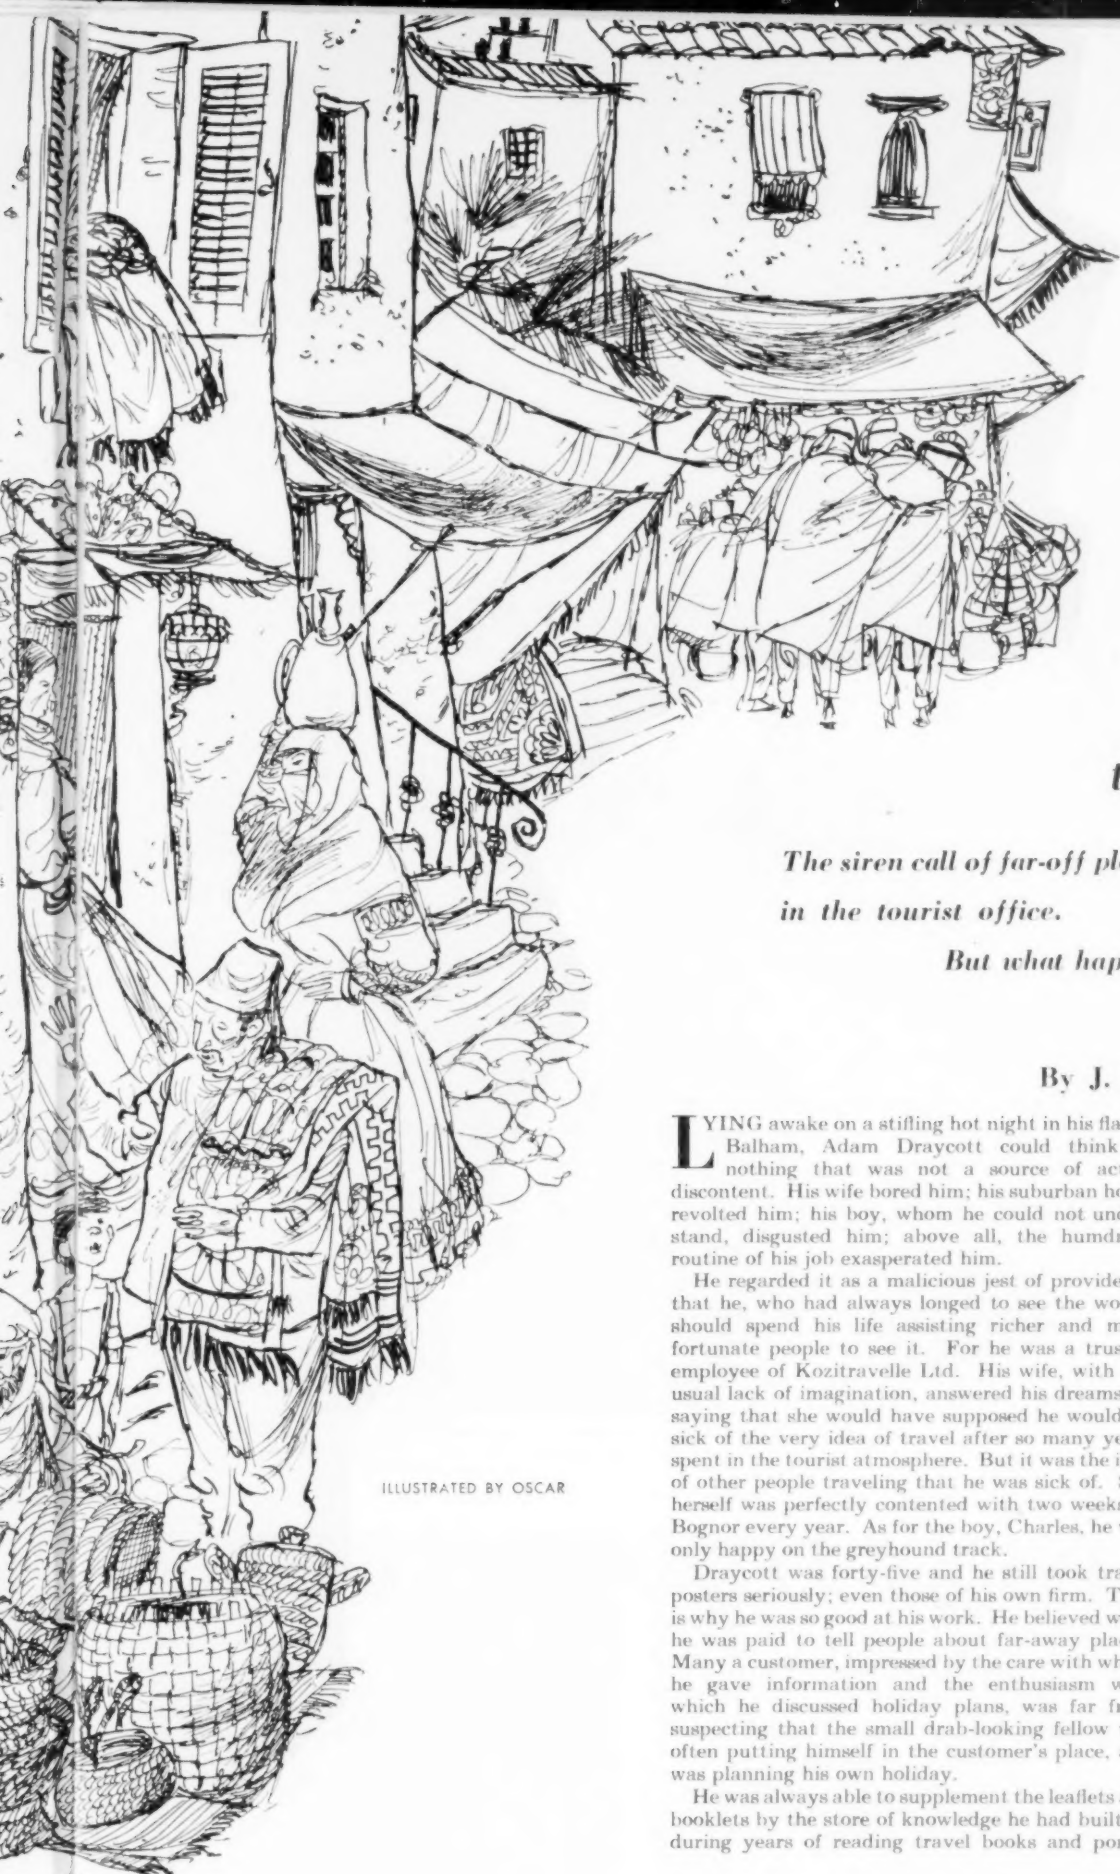 t
The siren call of far-off pl
in the tourist office.
But what hap
By J.
LYING awake on a stifling hot night in his fla
Balham, Adam Draycott could think
nothing that was not a source of ac
discontent. His wife bored him; his suburban ho
revolted him; his boy, whom he could not und
stand, disgusted him; above all, the humdr
routine of his job exasperated him.
He regarded it as a malicious jest of provide
that he, who had always longed to see the wo
should spend his life assisting richer and m
fortunate people to see it. For he was a trus
employee of Kozitravelle Ltd. His wife, with
usual lack of imagination, answered his dreams
saying that she would have supposed he would
sick of the very idea of travel after so many ye
spent in the tourist atmosphere. But it was the i
of other people traveling that he was sick of.
herself was perfectly contented with two week
Bognor every year. As for the boy, Charles, he
only happy on the greyhound track.
Draycott was forty-five and he still took tra
posters seriously; even those of his own firm. T
is why he was so good at his work. He believed w
he was paid to tell people about far-away pla
Many a customer, impressed by the care with wh
he gave information and the enthusiasm w
which he discussed holiday plans, was far fr
suspecting that the small drab-looking fellow
often putting himself in the customer's place,
was planning his own holiday.
He was always able to supplement the leaflets
booklets by the store of knowledge he had built
during years of reading travel books and por
ILLUSTRATED BY OSCAR